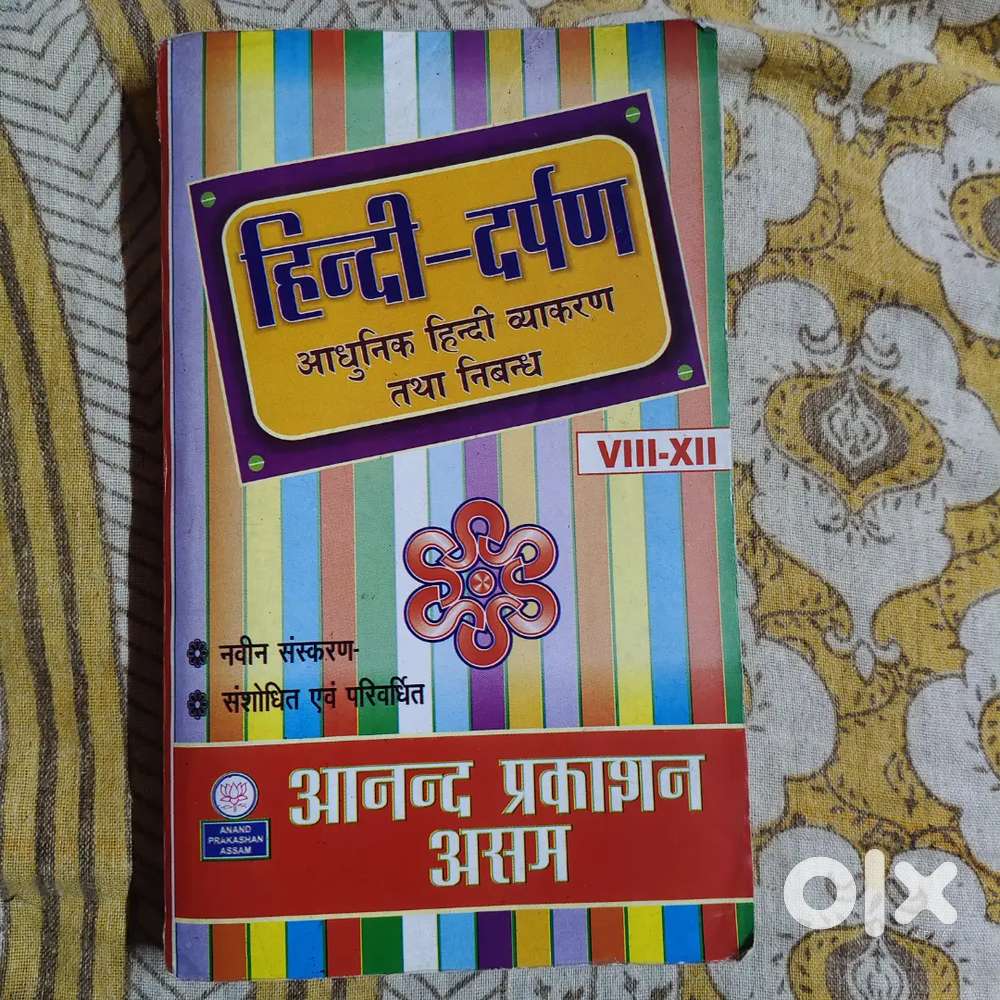 हिन्दी-दर्पण
आधुनिक हिन्दी व्याकरण
तथा निबन्ध
VIII-XII
नवीन संस्करण-
संशोधित एवं परिवर्धित
आनन्द प्रकाशन
असम
ANAND
PRAKASHAN
ASSAM
olx